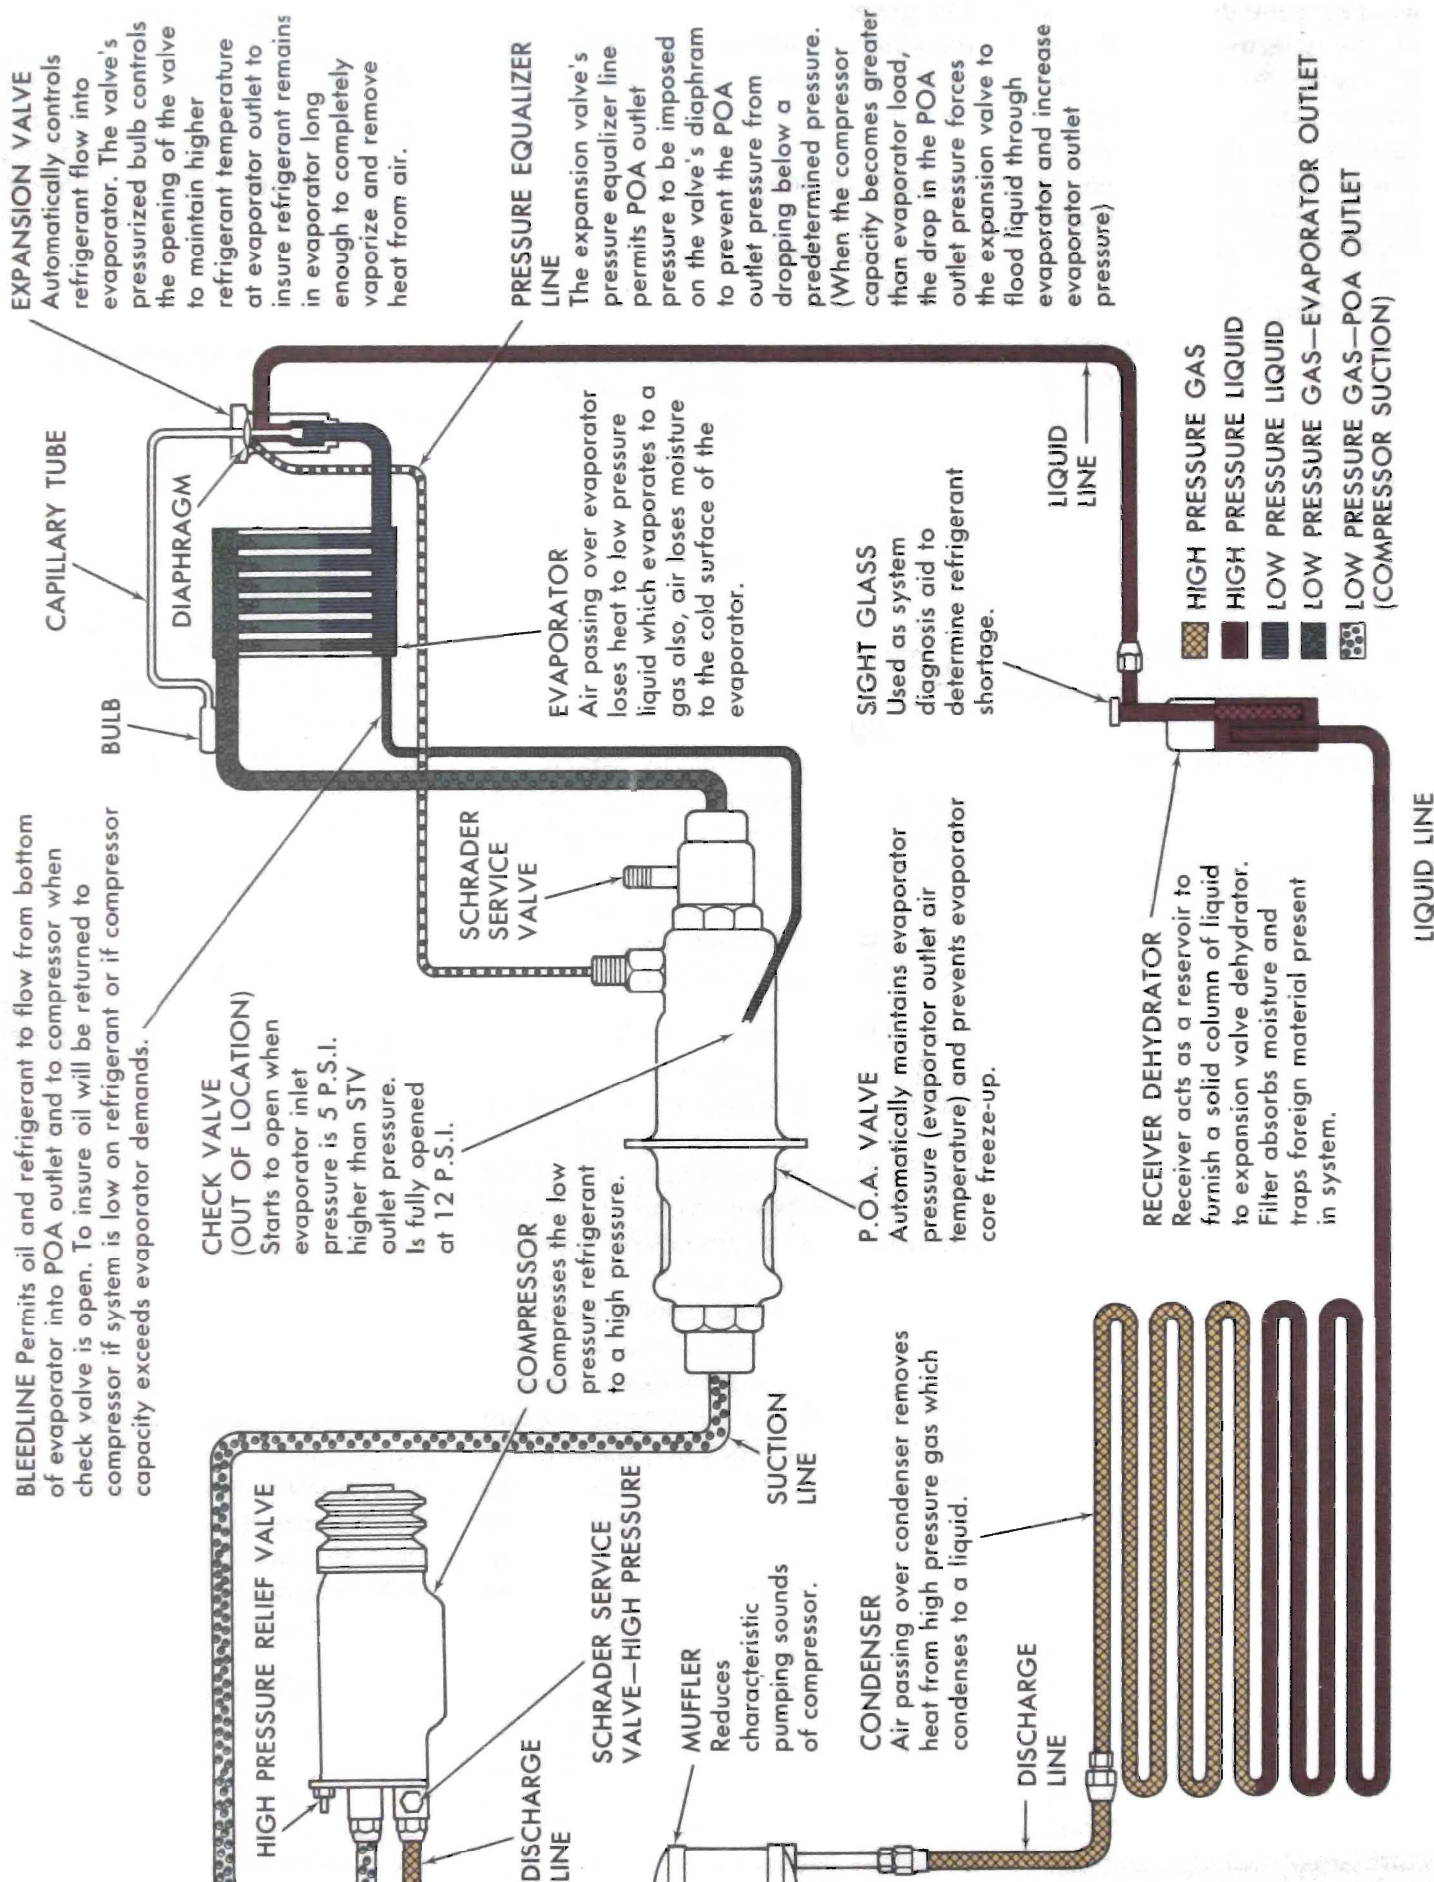 BLEEDLINE Permits oil and refrigerant to flow from bottom
of evaporator into POA outlet and to compressor when
check valve is open. To insure oil will be returned to
compressor if system is low on refrigerant or if compressor
capacity exceeds evaporator demands.
EXPANSION VALVE
Automatically controls
refrigerant flow into
evaporator. The valve's
pressurized bulb controls
the opening of the valve
to maintain higher
refrigerant temperature
at evaporator outlet to
insure refrigerant remains
in evaporator long
enough to completely
vaporize and remove
heat from air.
CAPILLARY TUBE
BULB
DIAPHRAGM
HIGH PRESSURE RELIEF VALVE
CHECK VALVE
(OUT OF LOCATION)
Starts to open when
evaporator inlet
pressure is 5 P.S.I.
higher than STV
outlet pressure.
Is fully opened
at 12 P.S.I.
SCHRADER
SERVICE
VALVE
PRESSURE EQUALIZER
LINE
The expansion valve's
pressure equalizer line
permits POA outlet
pressure to be imposed
on the valve's diaphram
to prevent the POA
outlet pressure from
dropping below a
predetermined pressure.
(When the compressor
capacity becomes greater
than evaporator load,
the drop in the POA
outlet pressure forces
the expansion valve to
flood liquid through
evaporator and increase
evaporator outlet
pressure)
COMPRESSOR
Compresses the low
pressure refrigerant
to a high pressure.
EVAPORATOR
Air passing over evaporator
loses heat to low pressure
liquid which evaporates to a
gas also, air loses moisture
to the cold surface of the
evaporator.
DISCHARGE
LINE
SCHRADER SERVICE
VALVE—HIGH PRESSURE
MUFFLER
Reduces
characteristic
pumping sounds
of compressor.
SUCTION
LINE
P.O.A. VALVE
Automatically maintains evaporator
pressure (evaporator outlet air
temperature) and prevents evaporator
core freeze-up.
SIGHT GLASS
Used as system
diagnosis aid to
determine refrigerant
shortage.
CONDENSER
Air passing over condenser removes
heat from high pressure gas which
condenses to a liquid.
DISCHARGE
LINE
LIQUID
LINE
RECEIVER DEHYDRATOR
Receiver acts as a reservoir to
furnish a solid column of liquid
to expansion valve dehydrator.
Filter absorbs moisture and
traps foreign material present
in system.
HIGH PRESSURE GAS
HIGH PRESSURE LIQUID
LOW PRESSURE LIQUID
LOW PRESSURE GAS—EVAPORATOR OUTLET
LOW PRESSURE GAS—POA OUTLET
(COMPRESSOR SUCTION)
LIQUID LINE